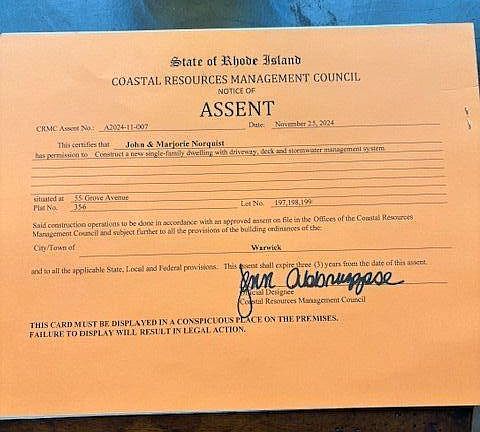 State of Rhode Island
COASTAL RESOURCES MANAGEMENT COUNCIL
NOTICE OF
ASSENT
CRMC Assent No.: A2024-11-007 Date: November 25, 2024
This certifies that John & Marjorie Norquist
has permission to Construct a new single-family dwelling with driveway, deck and stormwater management system.
situated at 55 Grove Avenue
Plat No. 356 Lot No. 197,198,199
Said construction operations to be done in accordance with an approved assent on file in the Offices of the Coastal Resources
Management Council and subject further to all the provisions of the building ordinances of the:
City/Town of Warwick
and to all the applicable State, Local and Federal provisions. This assent shall expire three (3) years from the date of this assent.
Designee
Coastal Resources Management Council
THIS CARD MUST BE DISPLAYED IN A CONSPICUOUS PLACE ON THE PREMISES.
FAILURE TO DISPLAY WILL RESULT IN LEGAL ACTION.